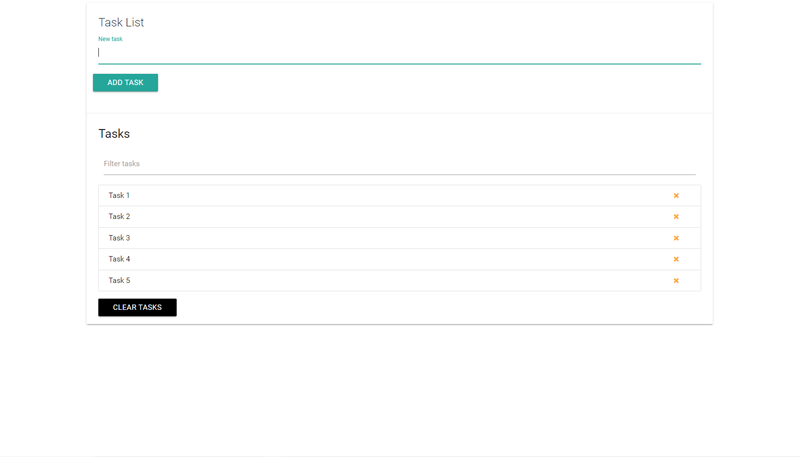 Task List
New task
ADD TASK
Tasks
Filter tasks
Task 1
Task 2
Task 3
Task 4
Task 5
CLEAR TASKS